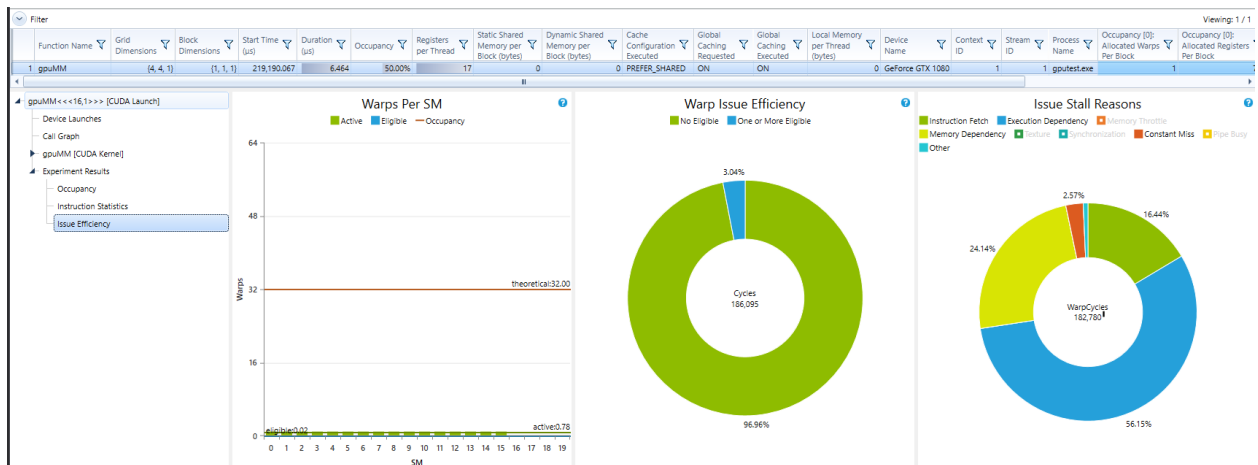 Filter
Viewing: 1 / 1
Function Name
Grid Dimensions
Block Dimensions
Start Time (μs)
Duration (μs)
Occupancy
Registers per Thread
Static Shared Memory per Block (bytes)
Dynamic Shared Memory per Block (bytes)
Cache Configuration Executed
Global Caching Requested
Global Caching Executed
Local Memory per Thread (bytes)
Device Name
Context ID
Stream ID
Process Name
Occupancy [0]: Allocated Warps Per Block
Occupancy [0]: Allocated Registers Per Block
1 gpuMM {4, 4, 1} {1, 1, 1} 219,190.067 6.464 50.00% 17 0 0 PREFER_SHARED ON ON 0 GeForce GTX 1080 1 1 gputest.exe 1
gpuMM<<<16,1>>> [CUDA Launch]
Device Launches
Call Graph
gpuMM [CUDA Kernel]
Experiment Results
Occupancy
Instruction Statistics
Issue Efficiency
Warps Per SM
Active Eligible Occupancy
64
48
theoretical:32.00
32
Warps
16
eligible:0.02
active:0.78
0
0 1 2 3 4 5 6 7 8 9 10 11 12 13 14 15 16 17 18 19
SM
Warp Issue Efficiency
No Eligible One or More Eligible
3.04%
Cycles
186,095
96.96%
Issue Stall Reasons
Instruction Fetch Execution Dependency Memory Throttle
Memory Dependency Texture Synchronization Constant Miss Pipe Busy
Other
2.57%
16.44%
24.14%
WarpCycles
182,780
56.15%